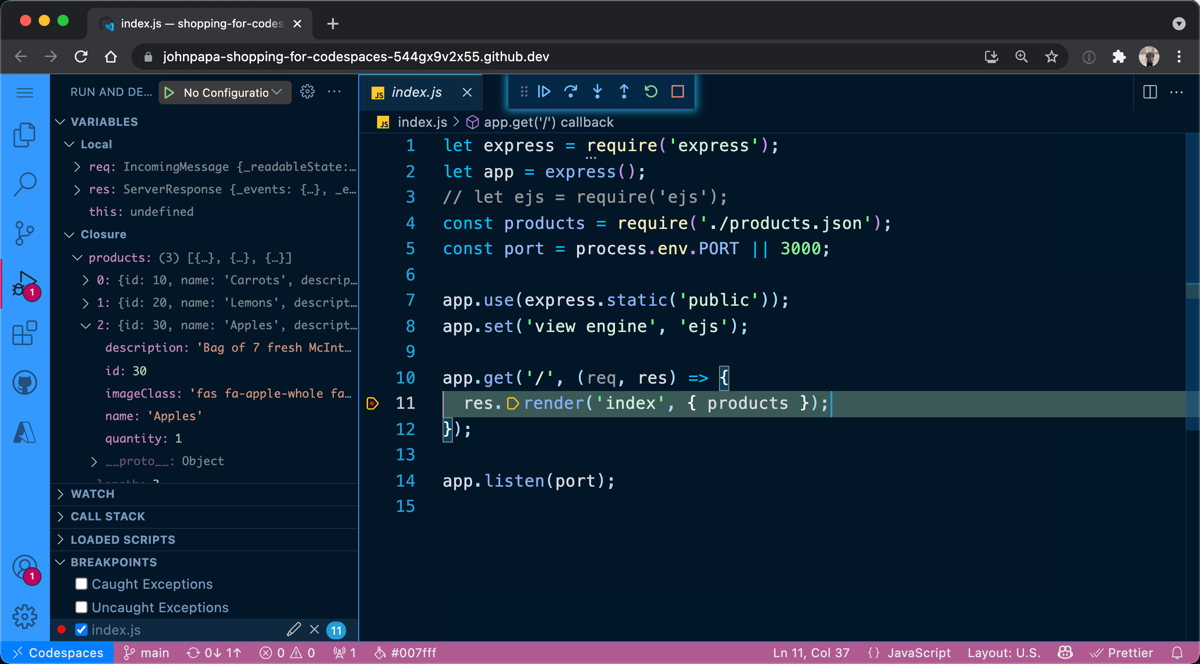 index.js — shopping-for-codes
johnpapa-shopping-for-codespaces-544gx9v2x55.github.dev
RUN AND DE... No Configuratio
index.js
index.js > app.get('/') callback
VARIABLES
Local
req: IncomingMessage {_readableState:…
res: ServerResponse {_events: {…}, _e…
this: undefined
Closure
products: (3) [{…}, {…}, {…}]
0: {id: 10, name: 'Carrots', descrip…
1: {id: 20, name: 'Lemons', descript…
2: {id: 30, name: 'Apples', descript…
description: 'Bag of 7 fresh McInt…
id: 30
imageClass: 'fas fa-apple-whole fa…
name: 'Apples'
quantity: 1
__proto__: Object
WATCH
CALL STACK
LOADED SCRIPTS
BREAKPOINTS
Caught Exceptions
Uncaught Exceptions
index.js 11
1
1
1 let express = require('express');
2 let app = express();
3 // let ejs = require('ejs');
4 const products = require('./products.json');
5 const port = process.env.PORT || 3000;
6
7 app.use(express.static('public'));
8 app.set('view engine', 'ejs');
9
10 app.get('/', (req, res) => {
11 res.render('index', { products });
12 });
13
14 app.listen(port);
15
Codespaces main 0↓ 1↑ 0 0 1 #007fff Ln 11, Col 37 {} JavaScript Layout: U.S. Prettier